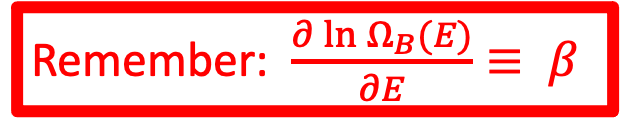 Remember: ∂ ln Ω_B(E) / ∂E ≡ β